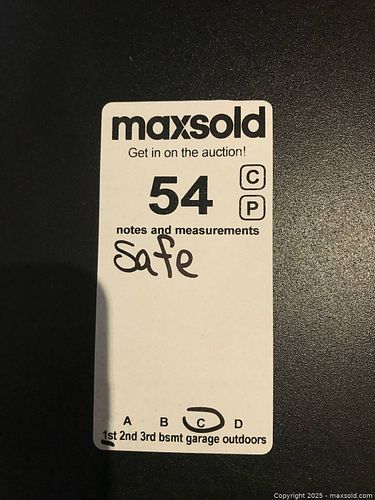 maxsold
Get in on the auction!
54
C
P
notes and measurements
safe
A B C D
1st 2nd 3rd bsmt garage outdoors
Copyright 2025 - maxsold.com